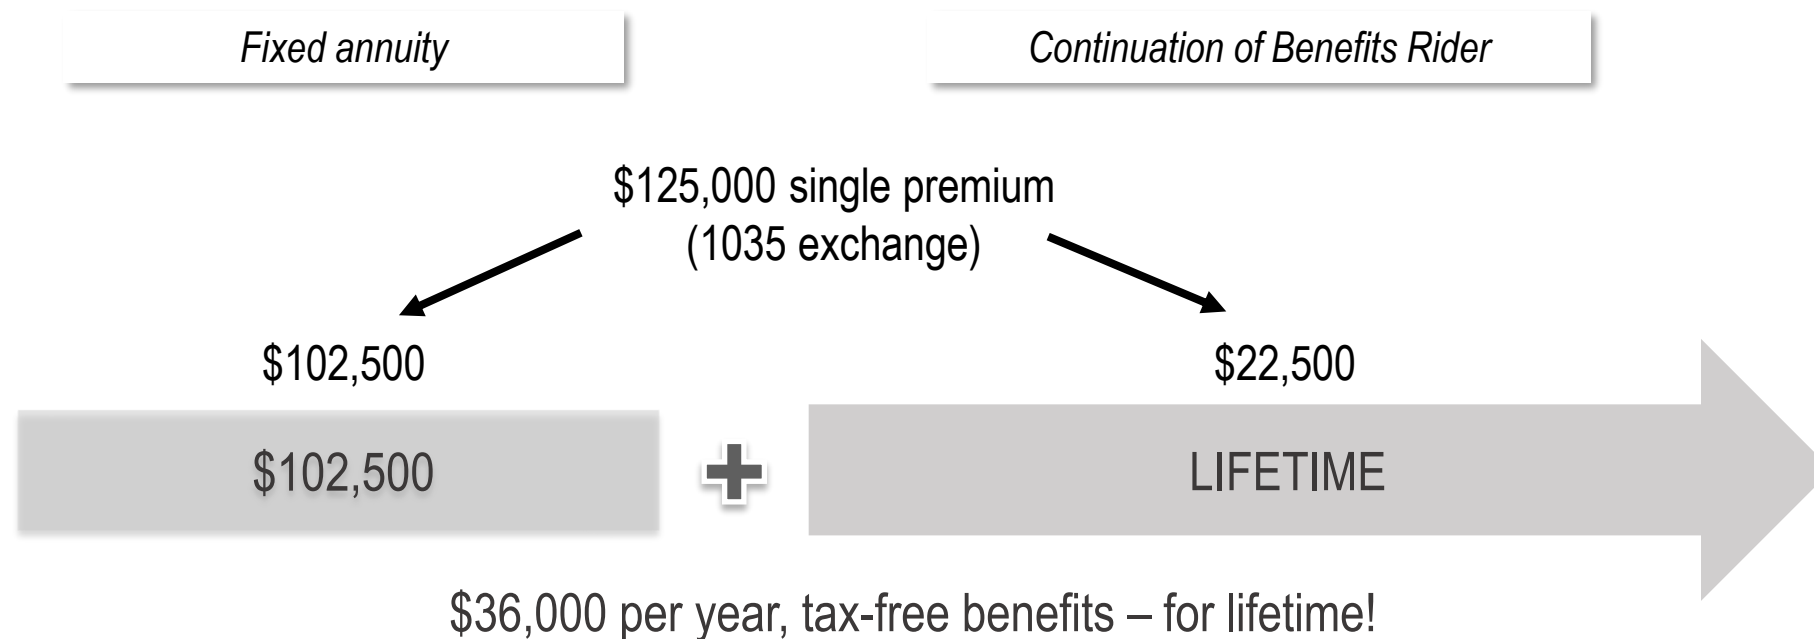 Fixed annuity
Continuation of Benefits Rider
$125,000 single premium
(1035 exchange)
$102,500
$22,500
$102,500
LIFETIME
$36,000 per year, tax-free benefits – for lifetime!